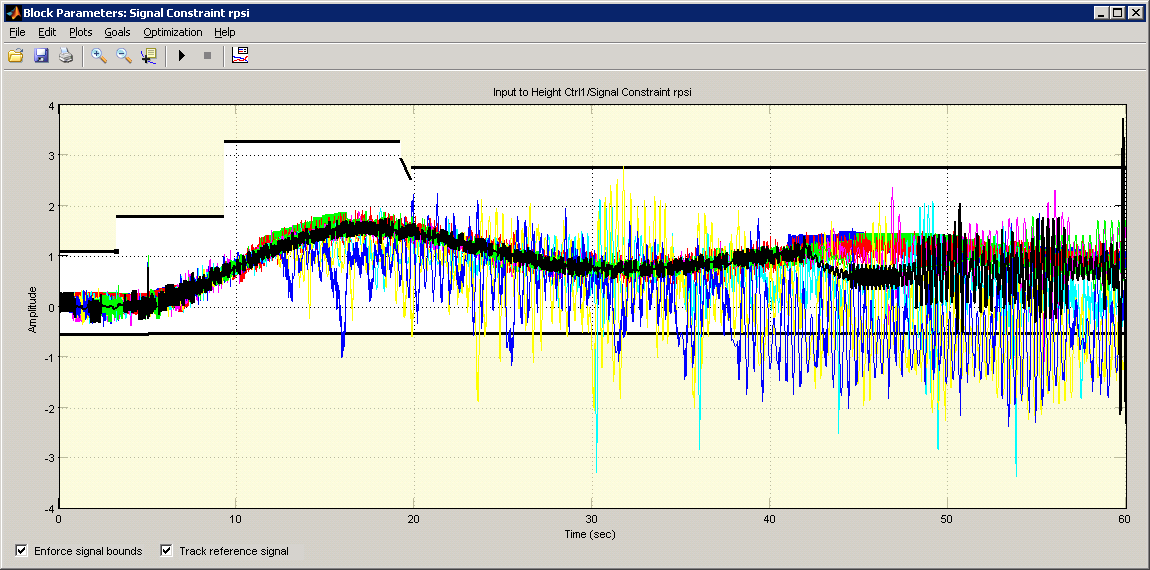 Block Parameters: Signal Constraint rpsi
File Edit Plots Goals Optimization Help
Input to Height Ctrl1/Signal Constraint rpsi
4
3
2
1
0
-1
-2
-3
-4
Amplitude
0 10 20 30 40 50 60
Time (sec)
Enforce signal bounds Track reference signal